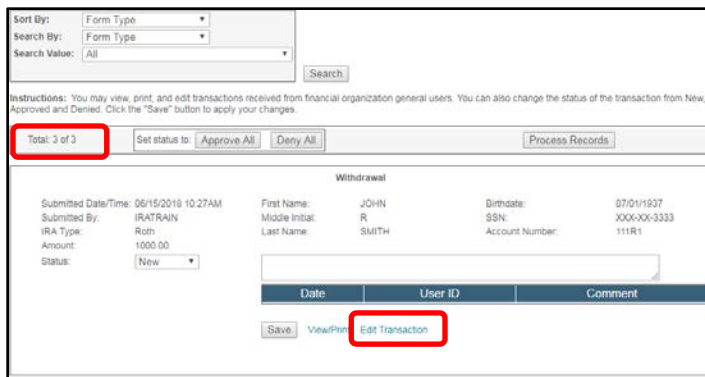 Sort By: Form Type
Search By: Form Type
Search Value: All
Search
Instructions: You may view, print, and edit transactions received from financial organization general users. You can also change the status of the transaction from New,
Approved and Denied. Click the "Save" button to apply your changes.
Total: 3 of 3 Set status to: Approve All Deny All Process Records
Withdrawal
Submitted Date/Time: 06/15/2018 10:27AM First Name: JOHN Birthdate: 07/01/1937
Submitted By: IRATRAIN Middle Initial: R SSN: XXX-XX-3333
IRA Type: Roth Last Name: SMITH Account Number: 111R1
Amount: 1000.00
Status: New
Date User ID Comment
Save View/Print Edit Transaction